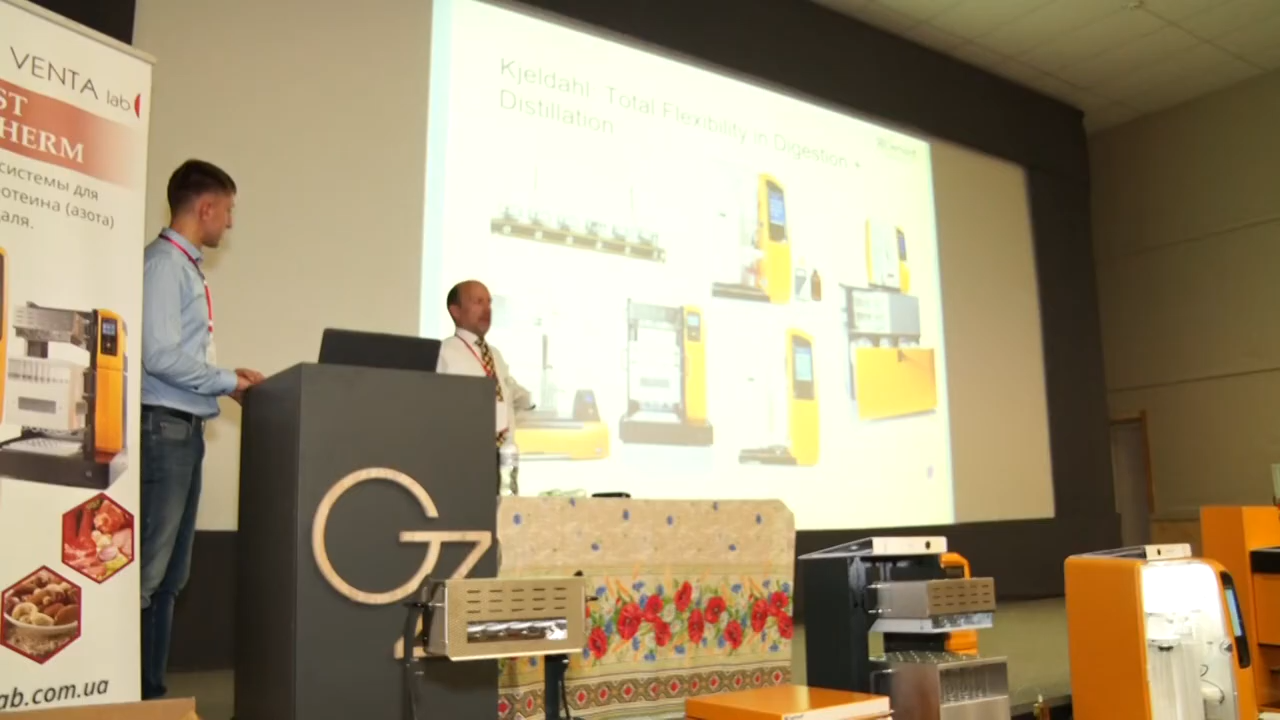 VENTA lab
ST
HERM
системы для
отеина (азота)
аля.
ab.com.ua
Kjeldahl: Total Flexibility in Digestion +
Distillation
GZ